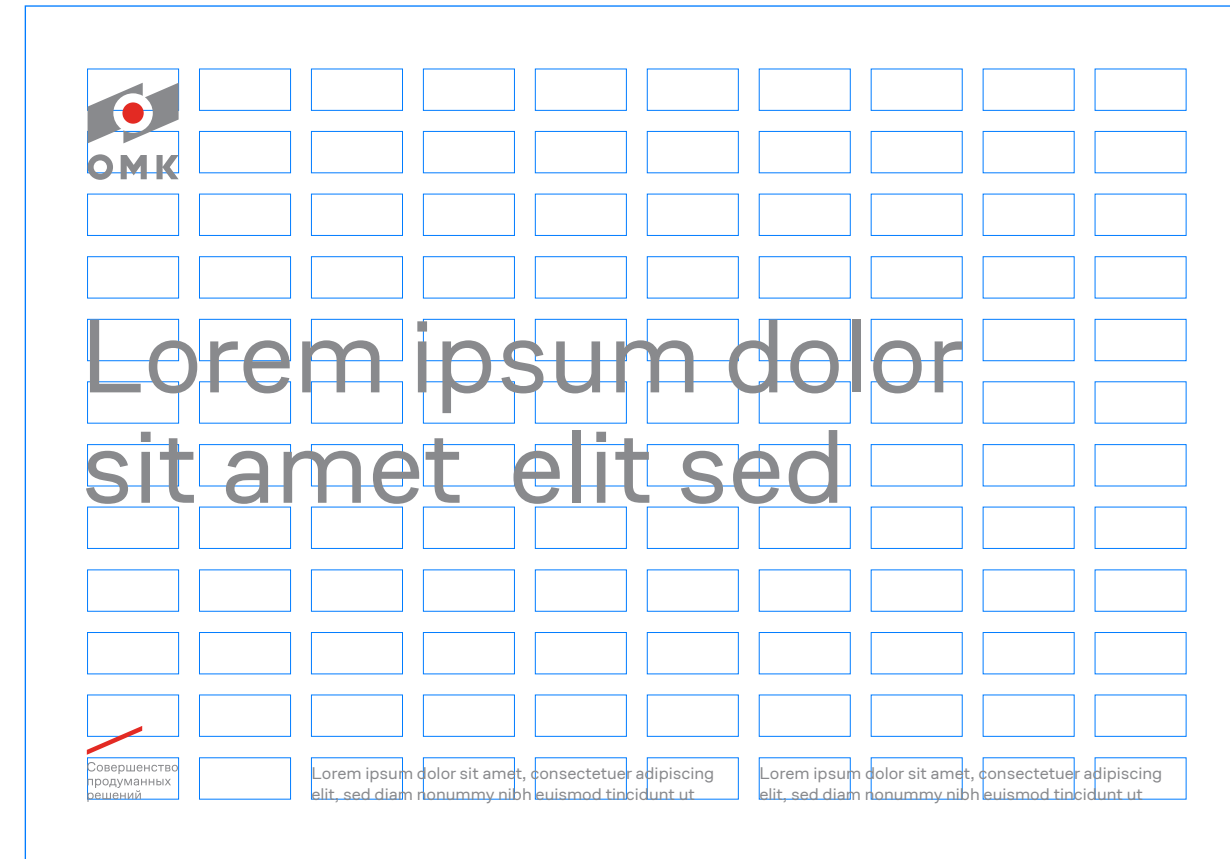 ОМК
Lorem ipsum dolor
sit amet elit sed
Совершенство
продуманных
решений
Lorem ipsum dolor sit amet, consectetuer adipiscing
elit, sed diam nonummy nibh euismod tincidunt ut
Lorem ipsum dolor sit amet, consectetuer adipiscing
elit, sed diam nonummy nibh euismod tincidunt ut